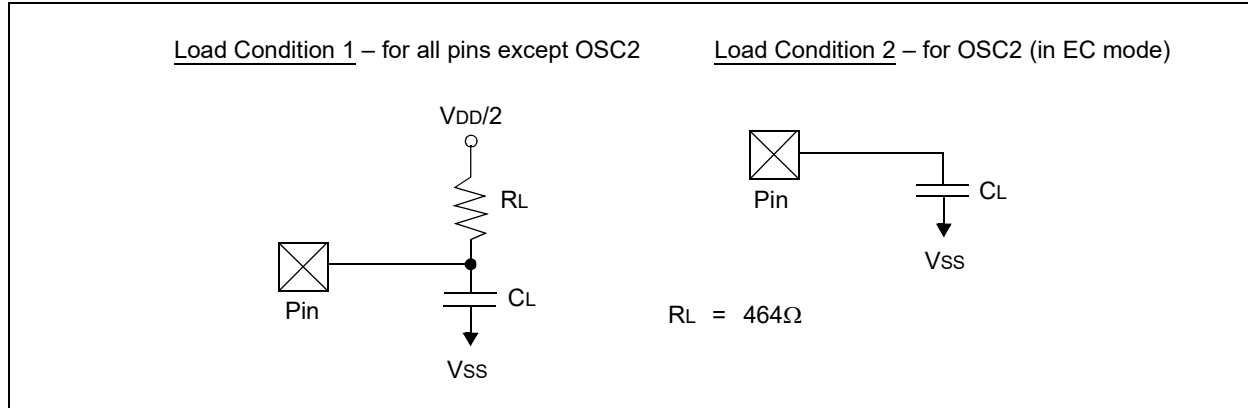 Load Condition 1 – for all pins except OSC2
VDD/2
RL
Pin
CL
VSS
Load Condition 2 – for OSC2 (in EC mode)
Pin
CL
VSS
RL = 464Ω